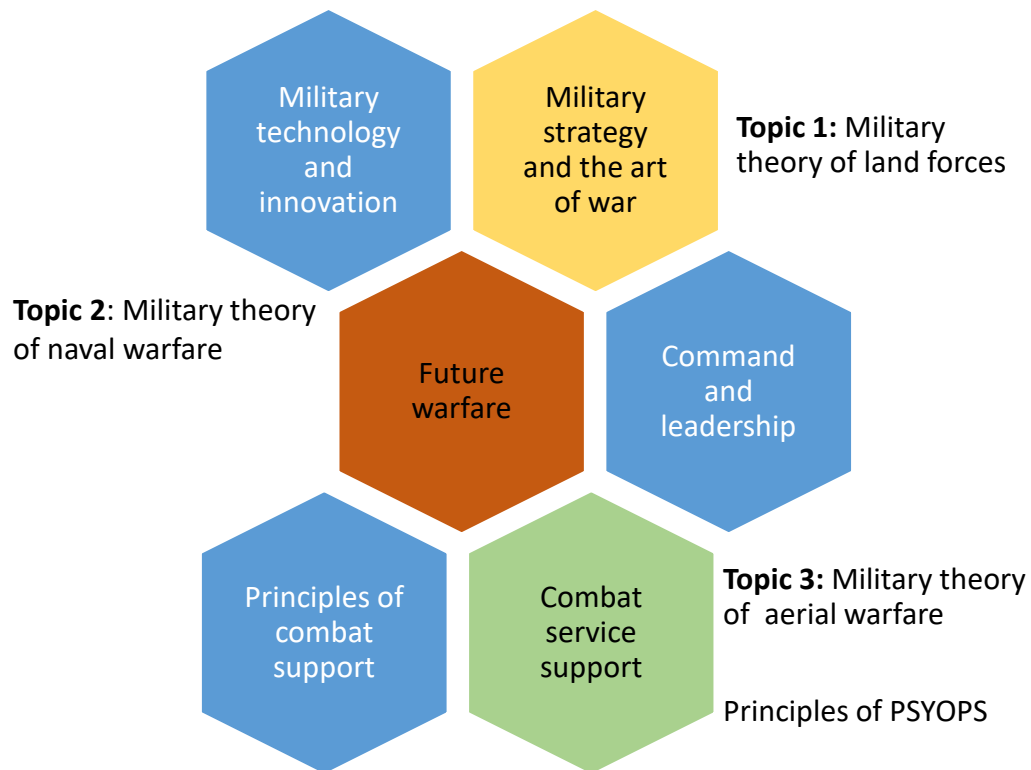 Military
technology
and
innovation
Military
strategy
and the art
of war
Topic 1: Military
theory of land forces
Topic 2: Military theory
of naval warfare
Future
warfare
Command
and
leadership
Principles of
combat
support
Combat
service
support
Topic 3: Military theory
of aerial warfare
Principles of PSYOPS